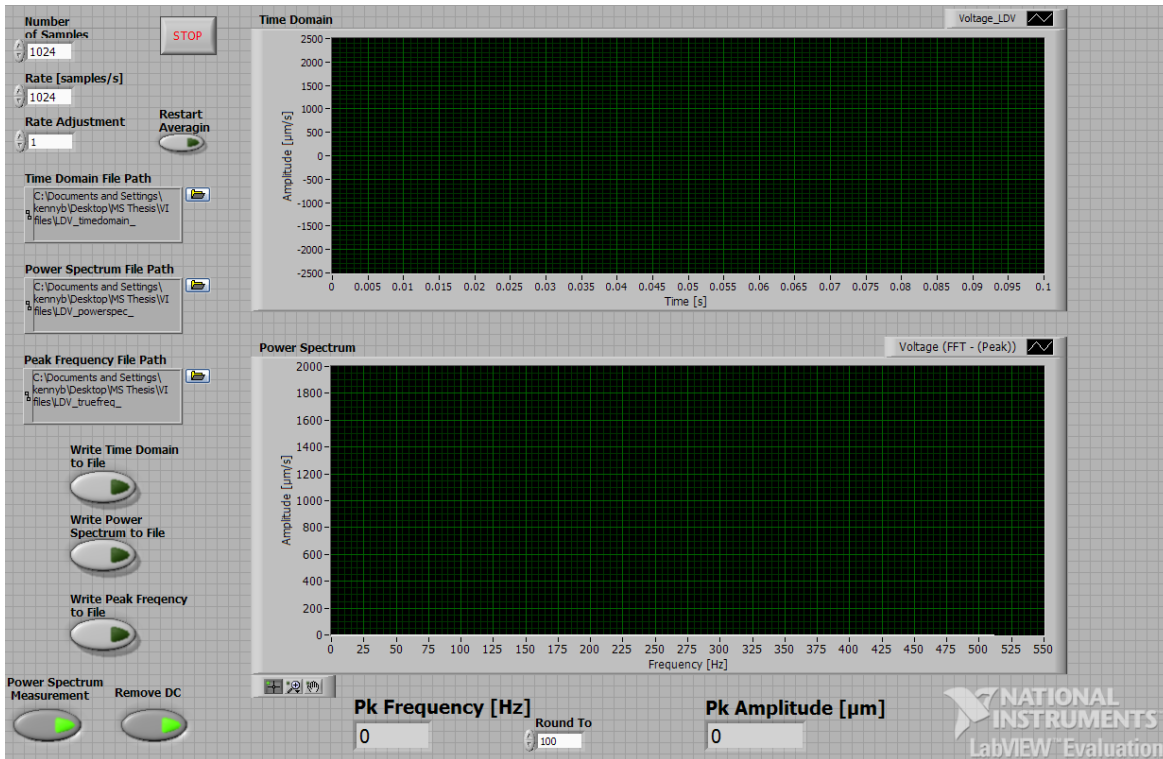 Number
of Samples
1024
STOP
Rate [samples/s]
1024
Rate Adjustment
1
Restart
Averagin
Time Domain File Path
C:\Documents and Settings\
kennyb\Desktop\MS Thesis\VI
files\LDV_timedomain_
Power Spectrum File Path
C:\Documents and Settings\
kennyb\Desktop\MS Thesis\VI
files\LDV_powerspec_
Peak Frequency File Path
C:\Documents and Settings\
kennyb\Desktop\MS Thesis\VI
files\LDV_truefreq_
Write Time Domain
to File
Write Power
Spectrum to File
Write Peak Freqency
to File
Power Spectrum
Measurement
Remove DC
Time Domain
Voltage_LDV
Amplitude [µm/s]
2500
2000
1500
1000
500
0
-500
-1000
-1500
-2000
-2500
0 0.005 0.01 0.015 0.02 0.025 0.03 0.035 0.04 0.045 0.05 0.055 0.06 0.065 0.07 0.075 0.08 0.085 0.09 0.095 0.1
Time [s]
Power Spectrum
Voltage (FFT - (Peak))
Amplitude [µm/s]
2000
1800
1600
1400
1200
1000
800
600
400
200
0
0 25 50 75 100 125 150 175 200 225 250 275 300 325 350 375 400 425 450 475 500 525 550
Frequency [Hz]
Pk Frequency [Hz]
0
Round To
100
Pk Amplitude [µm]
0
NATIONAL
INSTRUMENTS
LabVIEW™ Evaluation